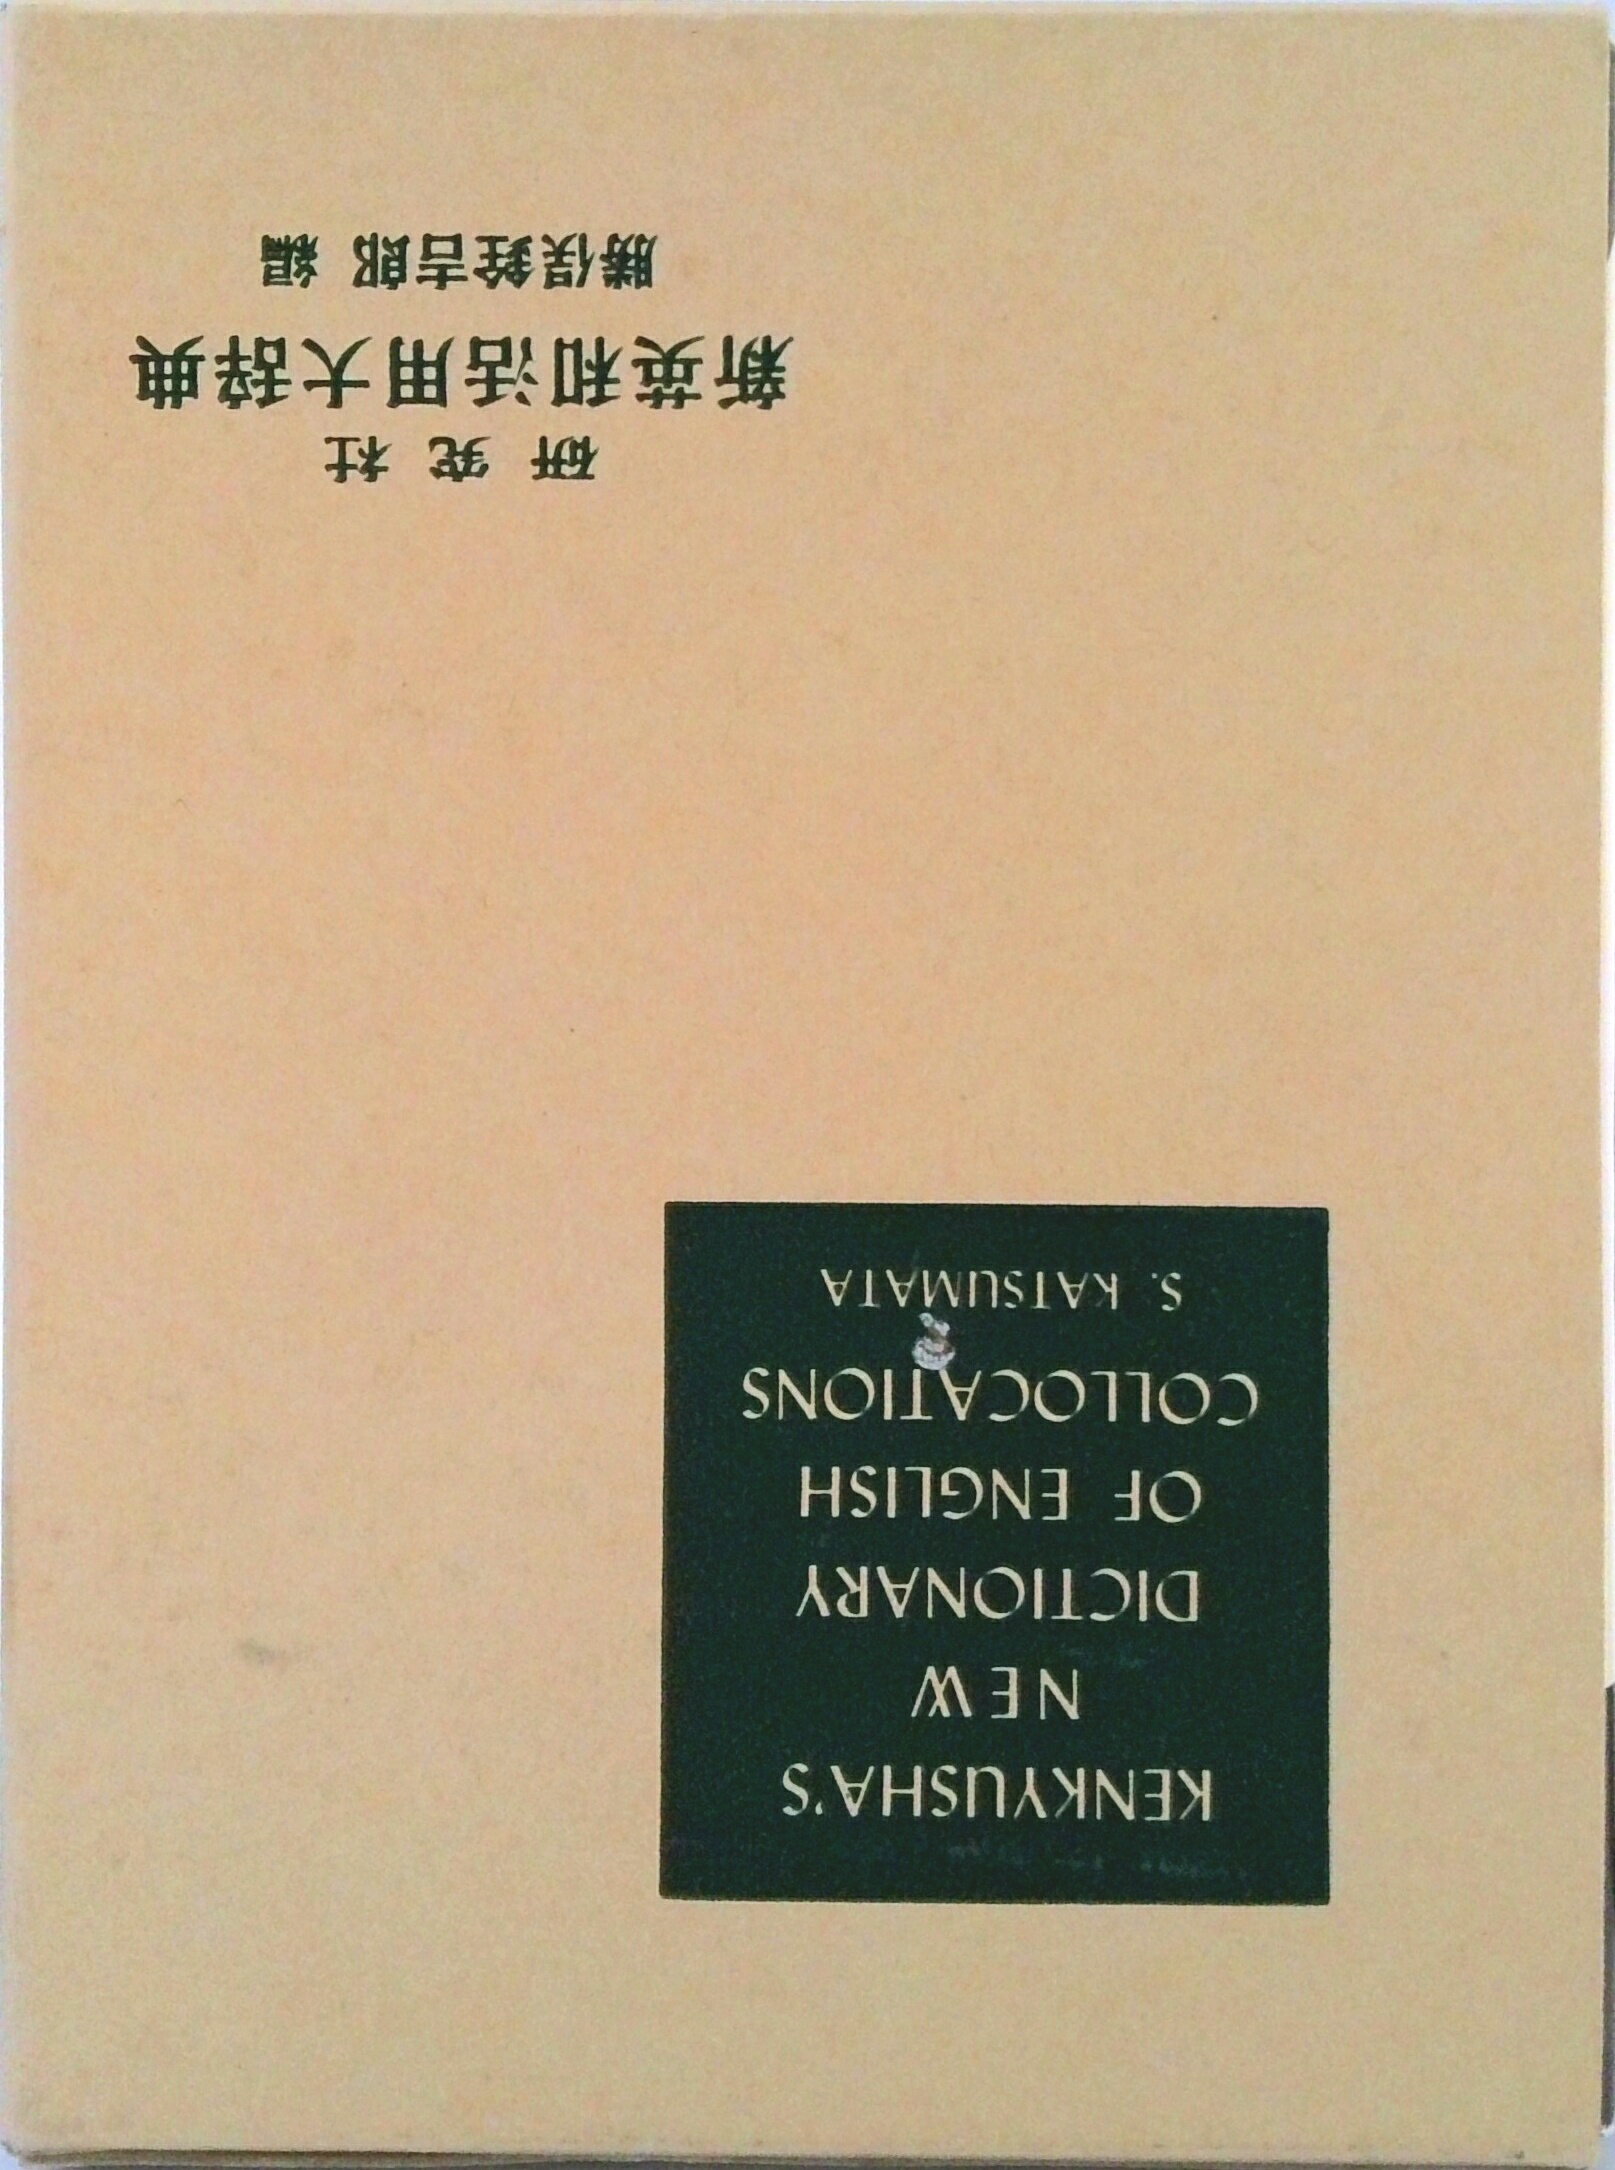 KENKYUSHA'S
NEW
DICTIONARY
OF ENGLISH
COLLOCATIONS
S. KATSUMATA
研究社
新英和活用大辞典
勝俣銓吉郎 編